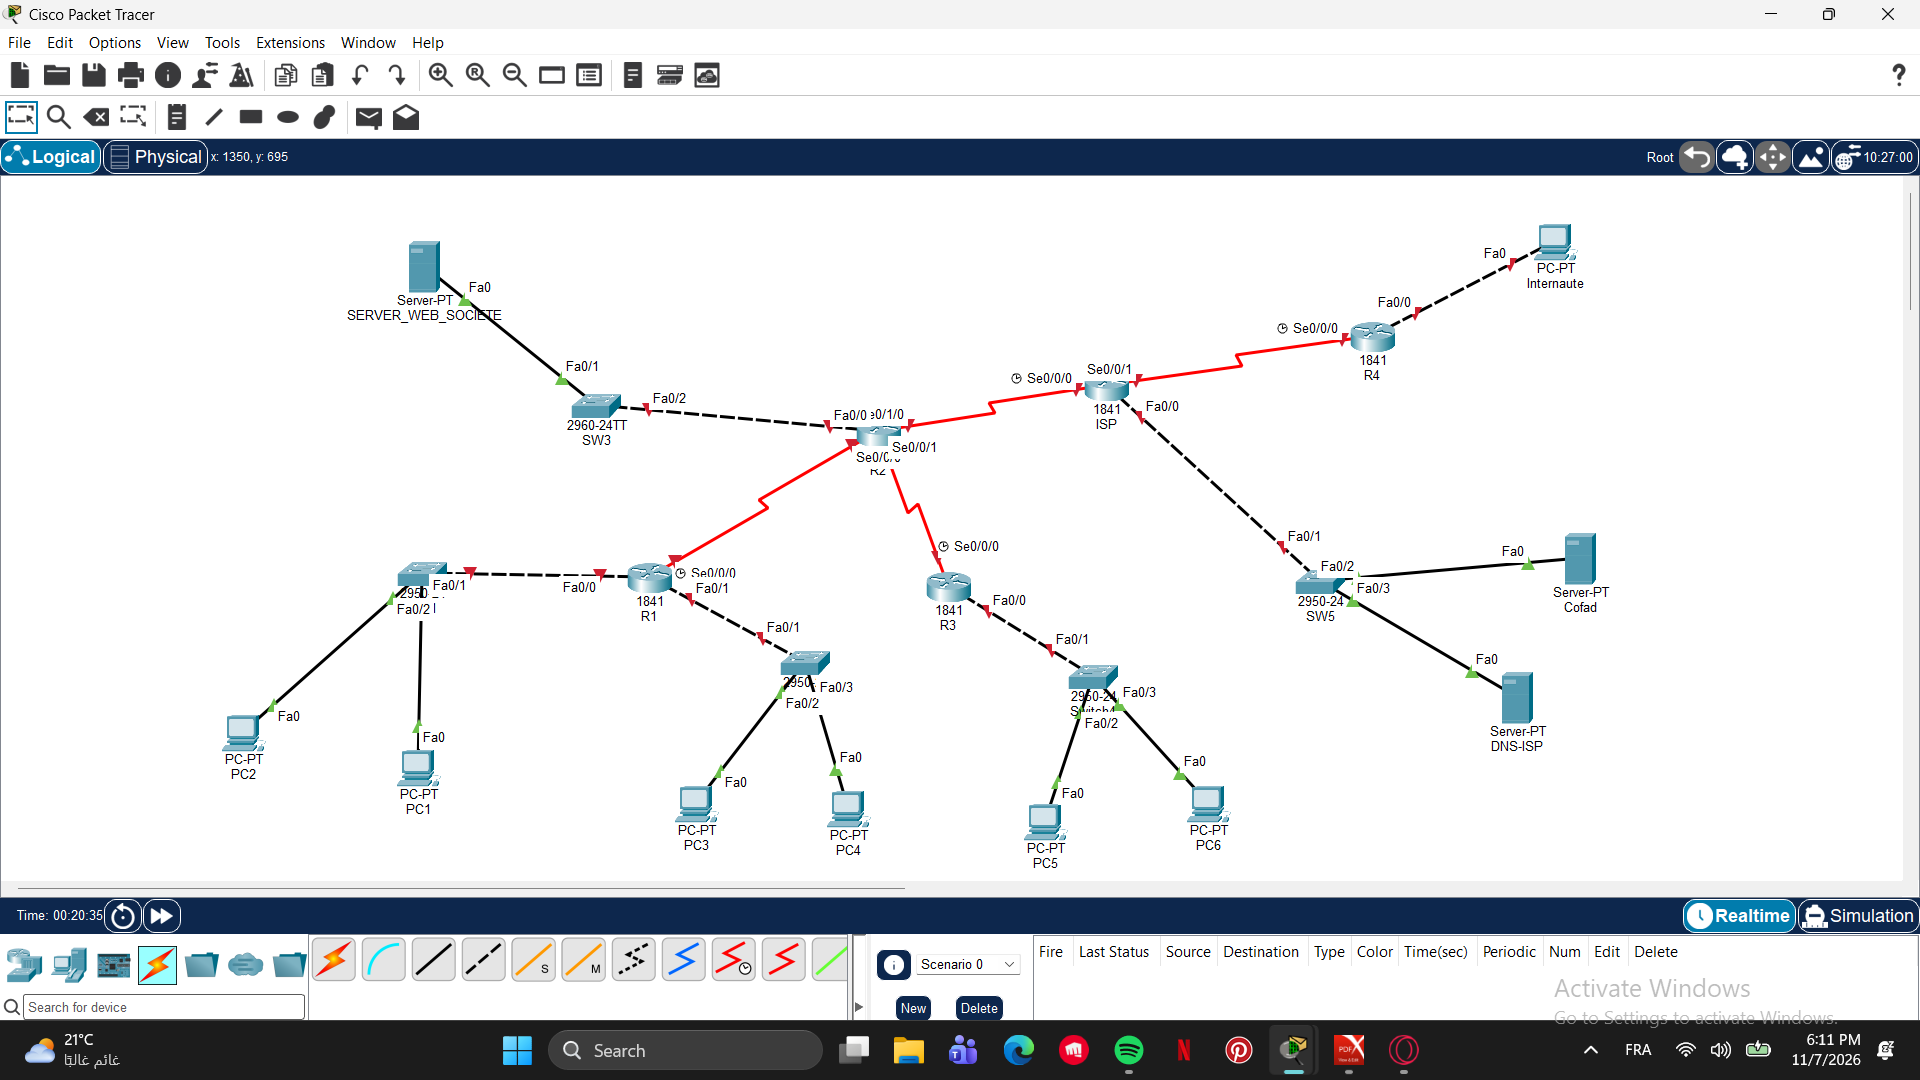 Cisco Packet Tracer
File Edit Options View Tools Extensions Window Help
Logical Physical x: 1350, y: 695 Root 10:27:00
Fa0
Server-PT
SERVER_WEB_SOCIETE
Fa0/1
Fa0/2
2960-24TT
SW3
Fa0/0
Se0/0/1
R2
Se0/0/0
Se0/0/1
1841
ISP
Fa0/0
Se0/0/0
Fa0/0
1841
R4
Fa0
PC-PT
Internaute
Fa0/1
Fa0/2
Fa0/0
Se0/0/0
Fa0/1
1841
R1
Se0/0/0
1841
R3
Fa0/0
Fa0/1
Fa0/2
Fa0/3
2950-24
SW5
Fa0
Server-PT
Cofad
Fa0
Server-PT
DNS-ISP
Fa0/1
Fa0/3
Fa0/2
Fa0/1
2950-24
Fa0/3
Fa0/2
Fa0
PC-PT
PC2
Fa0
PC-PT
PC1
Fa0
PC-PT
PC3
Fa0
PC-PT
PC4
Fa0
PC-PT
PC5
Fa0
PC-PT
PC6
Time: 00:20:35 Realtime Simulation
S M
Scenario 0
New Delete
Fire Last Status Source Destination Type Color Time(sec) Periodic Num Edit Delete
Search for device
Activate Windows
Go to Settings to activate Windows.
21°C
غائم غالبًا
Search
FRA
6:11 PM
11/7/2026